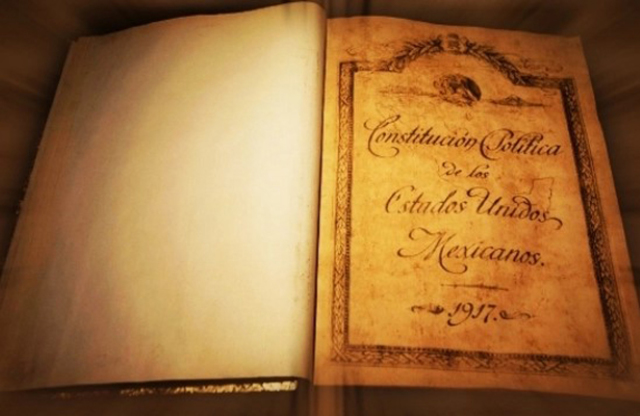 Constitución Política
de los
Estados Unidos
Mexicanos.
1917.